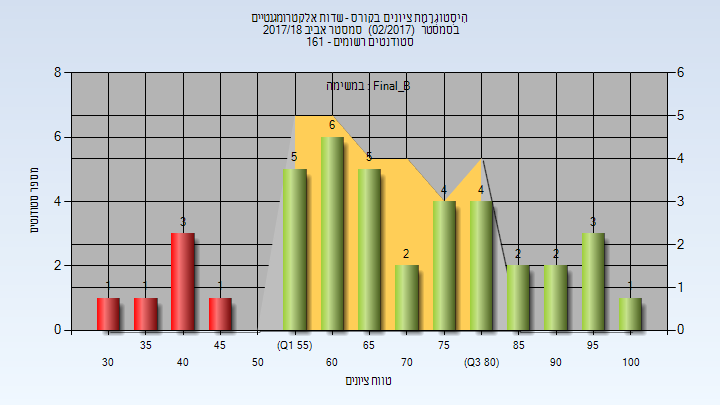 היסטוגרמת ציונים בקורס - שדות אלקטרומגנטיים
בסמסטר (02/2017) סמסטר אביב 2017/18
סטודנטים רשומים - 161
במשימה : Final_B
8 6 4 2 0
מספר סטודנטים
6 5 4 3 2 1 0
1 1 3 1 5 6 5 2 4 4 2 2 3 1
35 45 (Q1 55) 65 75 85 95
30 40 50 60 70 (Q3 80) 90 100
טווח ציונים